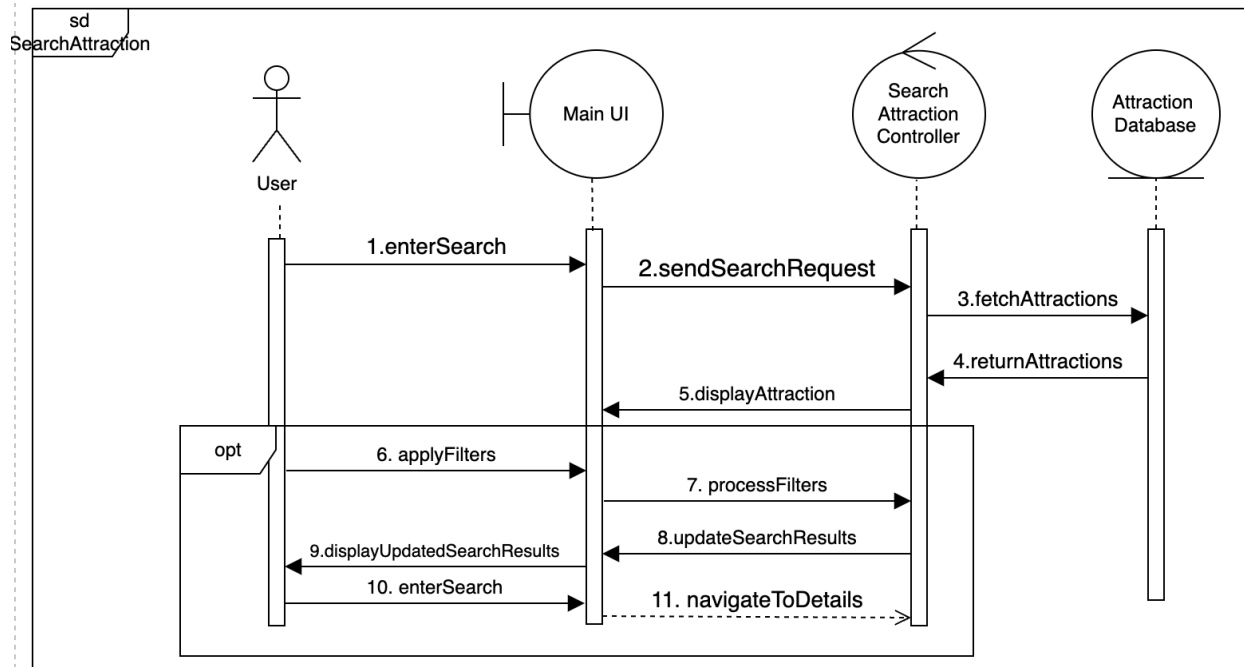 sd
SearchAttraction
Main UI
Search
Attraction
Controller
Attraction
Database
User
1.enterSearch
2.sendSearchRequest
3.fetchAttractions
4.returnAttractions
5.displayAttraction
opt
6. applyFilters
7. processFilters
8.updateSearchResults
9.displayUpdatedSearchResults
10. enterSearch
11. navigateToDetails